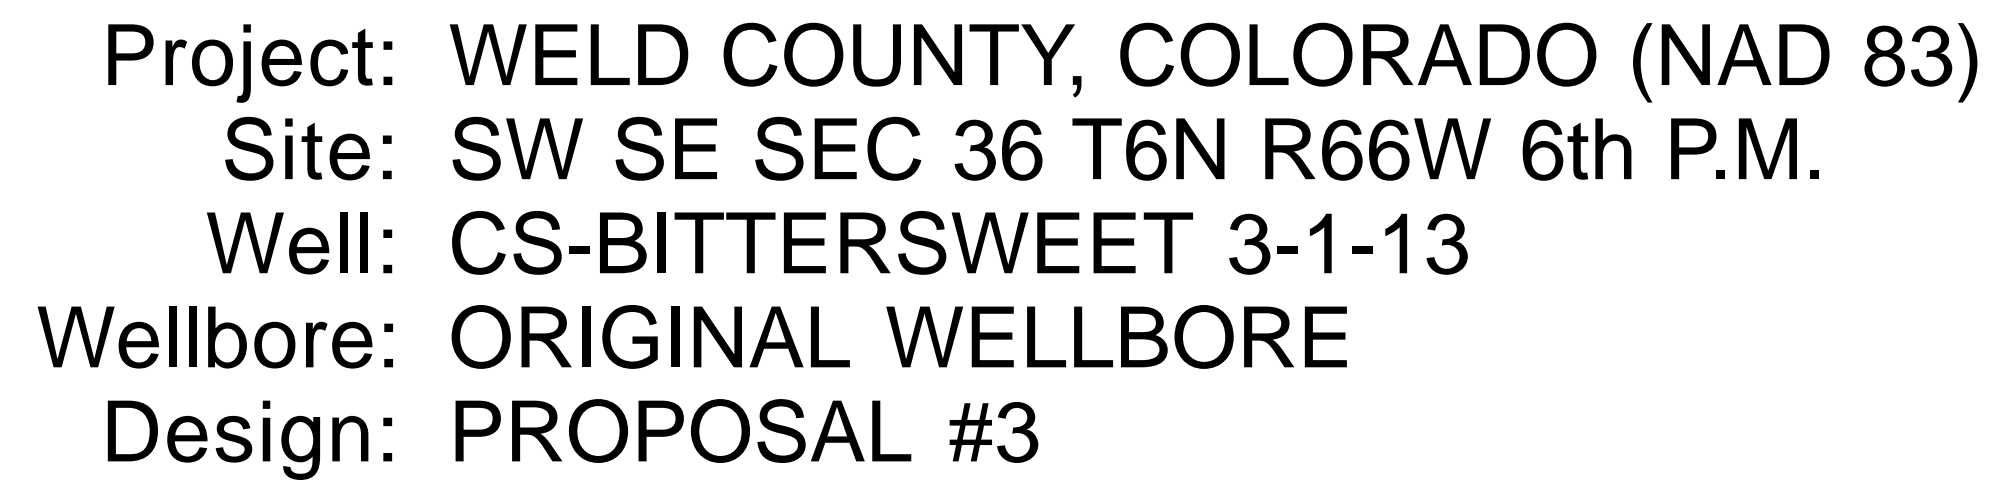 Project: WELD COUNTY, COLORADO (NAD 83)
Site: SW SE SEC 36 T6N R66W 6th P.M.
Well: CS-BITTERSWEET 3-1-13
Wellbore: ORIGINAL WELLBORE
Design: PROPOSAL #3